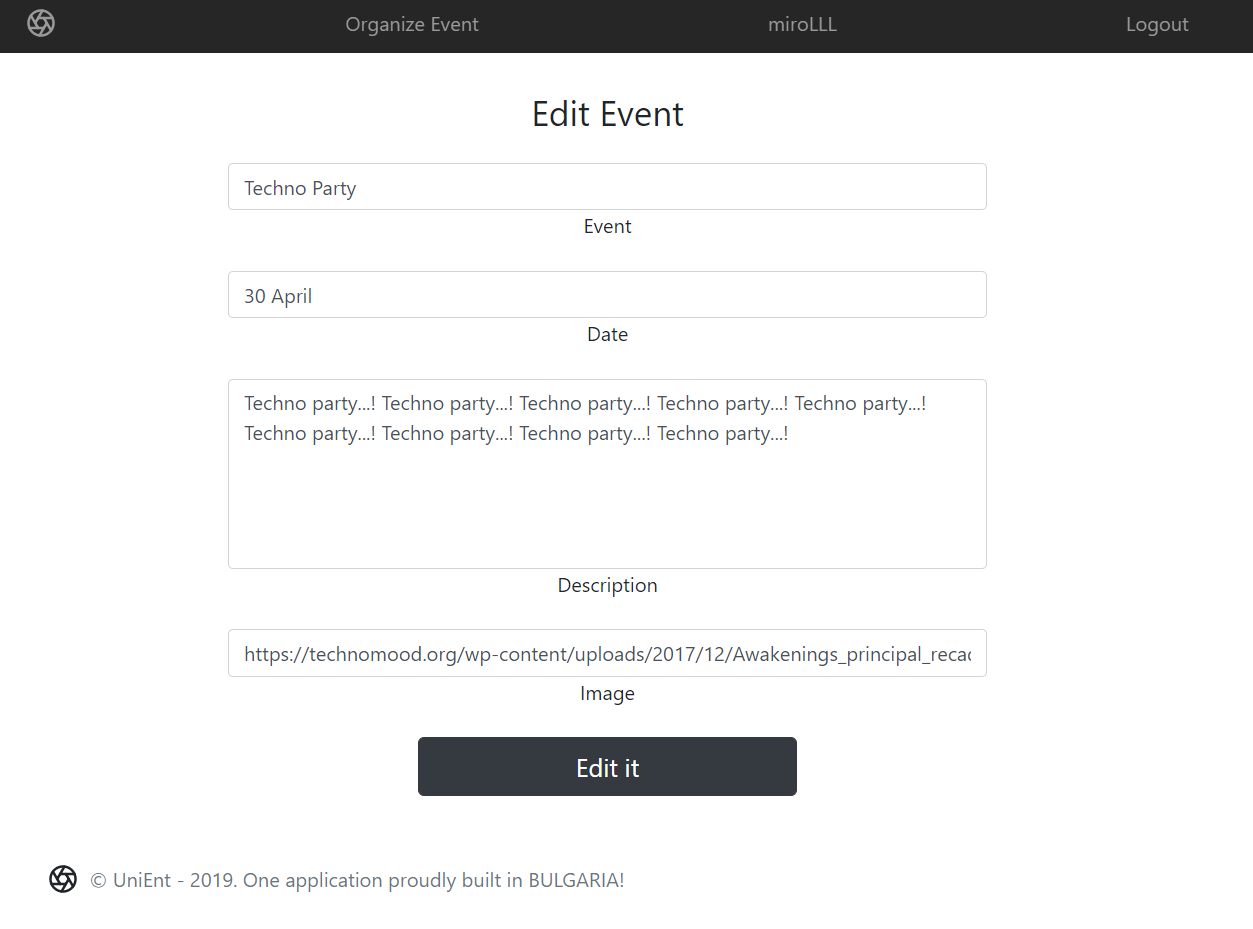 Organize Event miroLLL Logout
Edit Event
Techno Party
Event
30 April
Date
Techno party...! Techno party...! Techno party...! Techno party...! Techno party...!
Techno party...! Techno party...! Techno party...! Techno party...!
Description
https://technomood.org/wp-content/uploads/2017/12/Awakenings_principal_recac
Image
Edit it
© UniEnt - 2019. One application proudly built in BULGARIA!